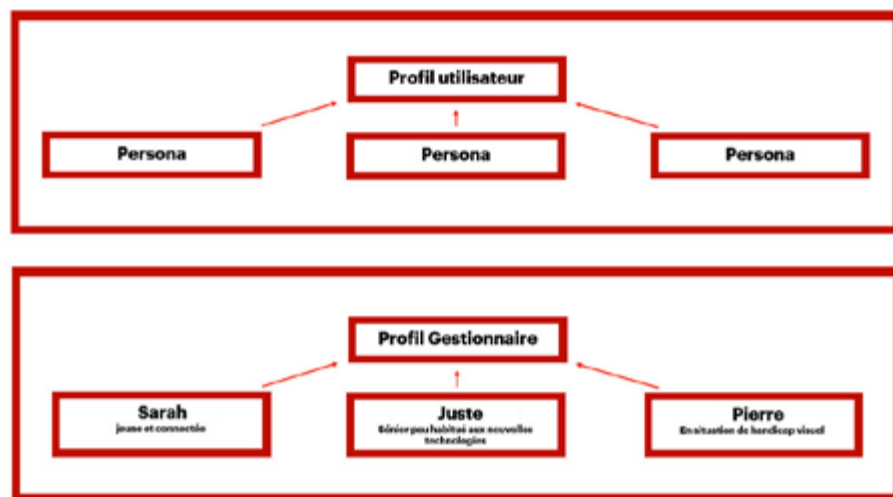 Profil utilisateur
Persona
Persona
Persona
Profil Gestionnaire
Sarah
jeune et connectée
Juste
Sénior peu habitué aux nouvelles
technologies
Pierre
En situation de handicap visuel